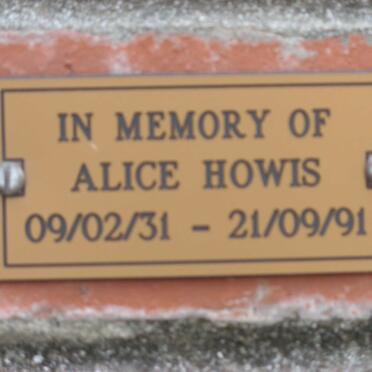 IN MEMORY OF
ALICE HOWIS
09/02/31 - 21/09/91